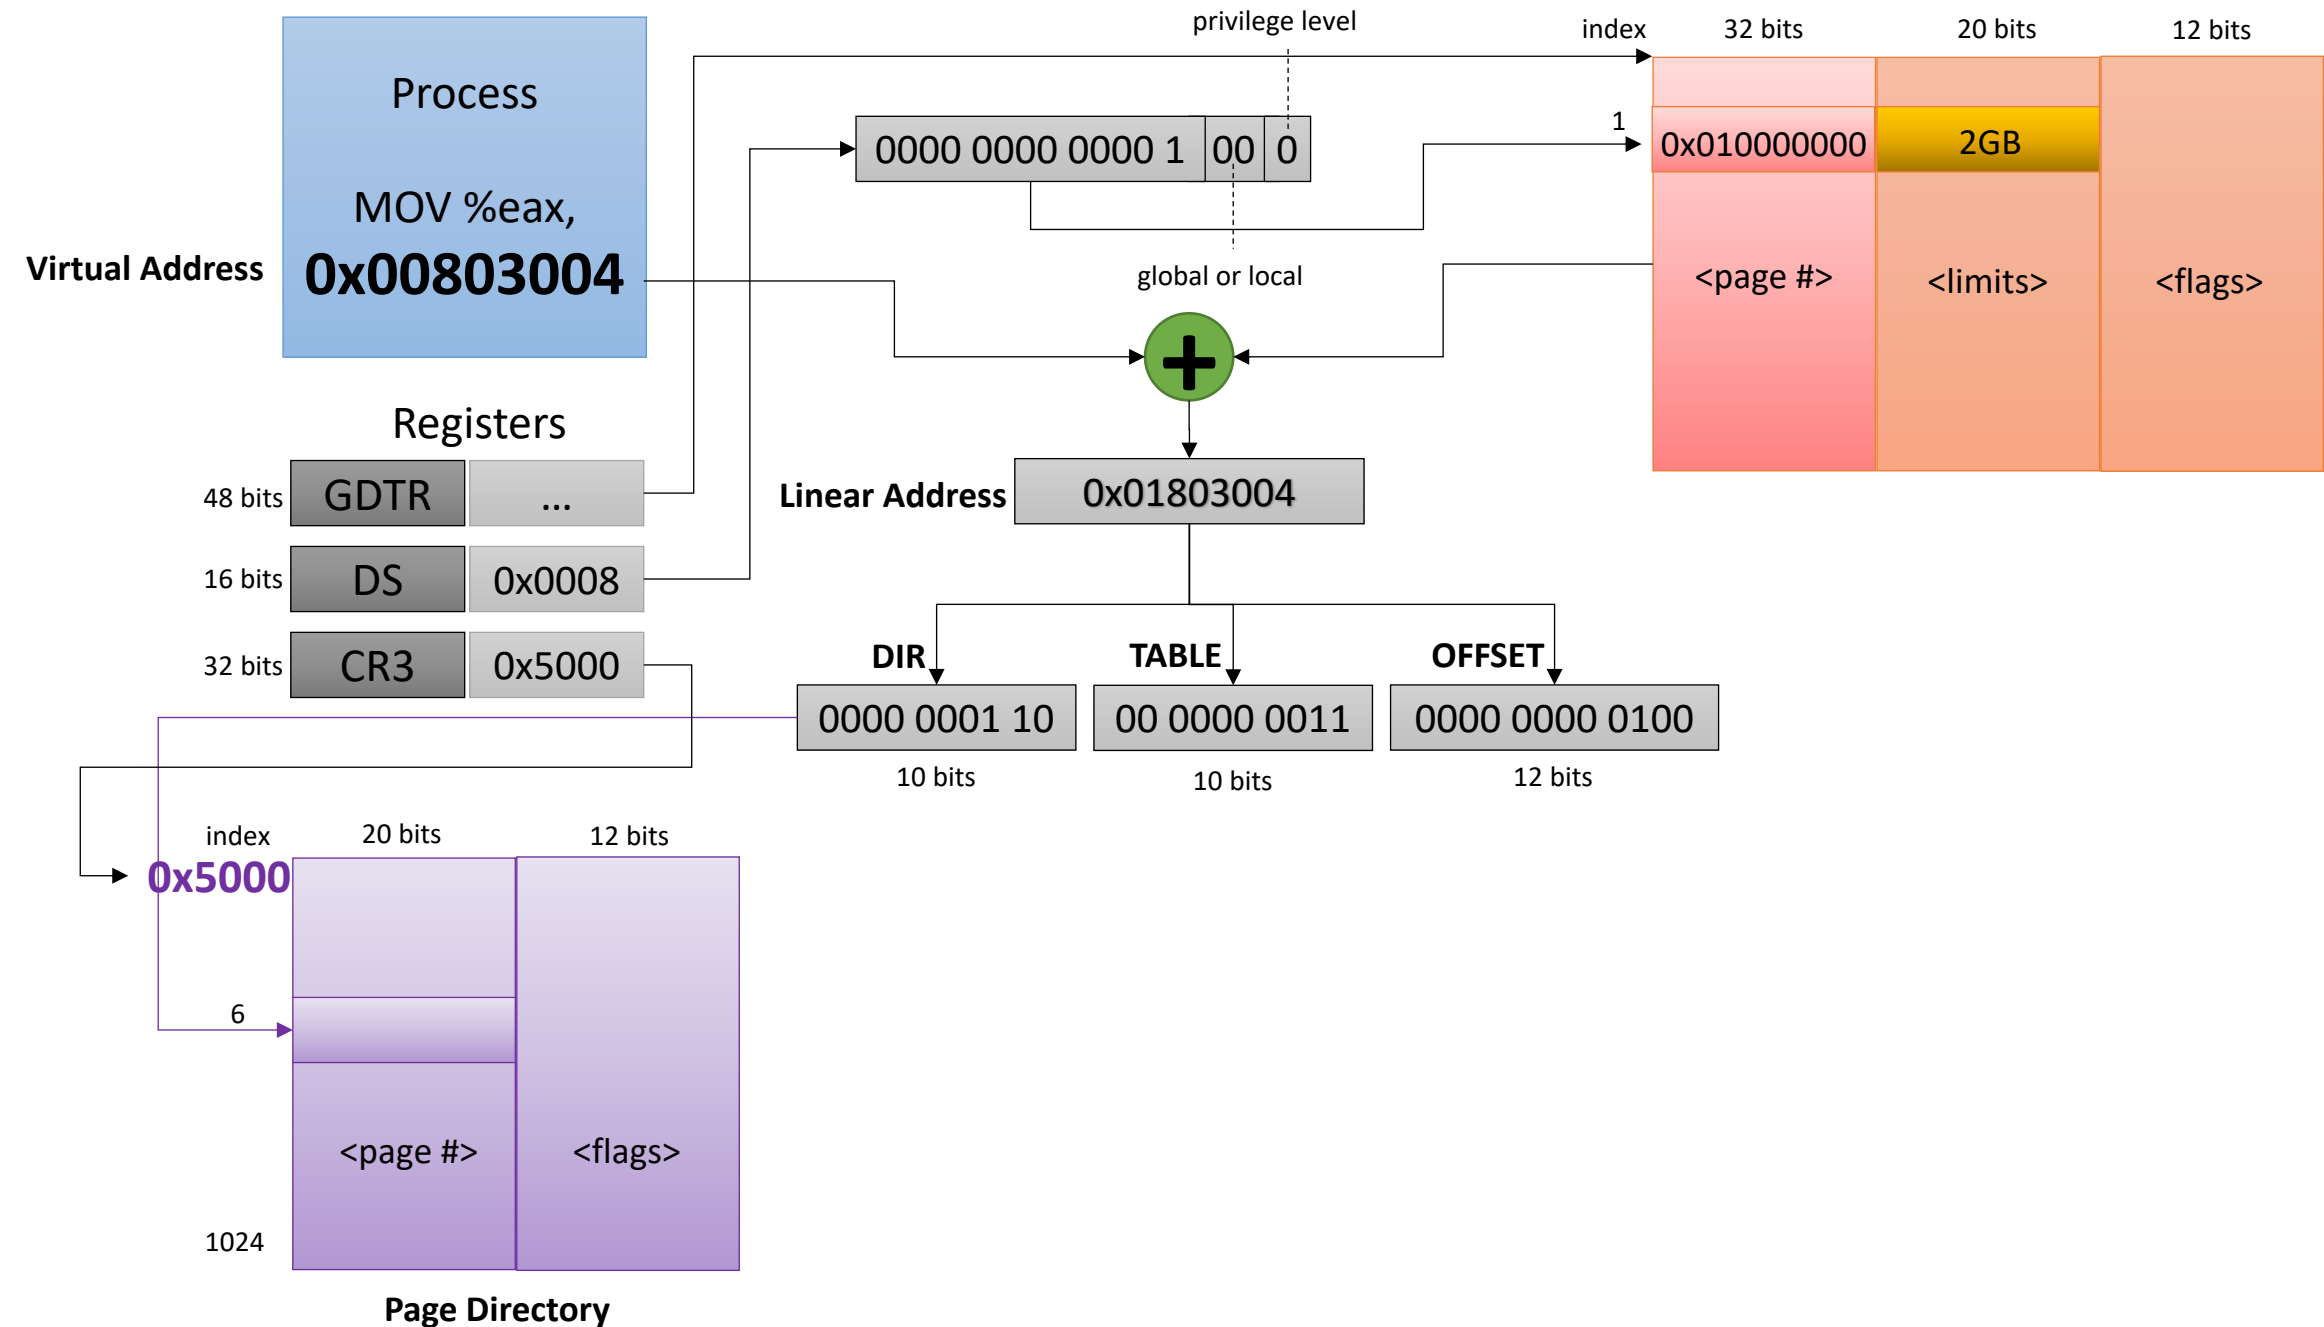 privilege level
index
32 bits
20 bits
12 bits
Process
MOV %eax,
0x00803004
Virtual Address
0000 0000 0000 1
00
0
global or local
1
0x010000000
2GB
<page #>
<limits>
<flags>
+
Registers
48 bits
GDTR
...
16 bits
DS
0x0008
32 bits
CR3
0x5000
Linear Address
0x01803004
DIR
TABLE
OFFSET
0000 0001 10
00 0000 0011
0000 0000 0100
10 bits
10 bits
12 bits
index
20 bits
12 bits
0x5000
6
<page #>
<flags>
1024
Page Directory